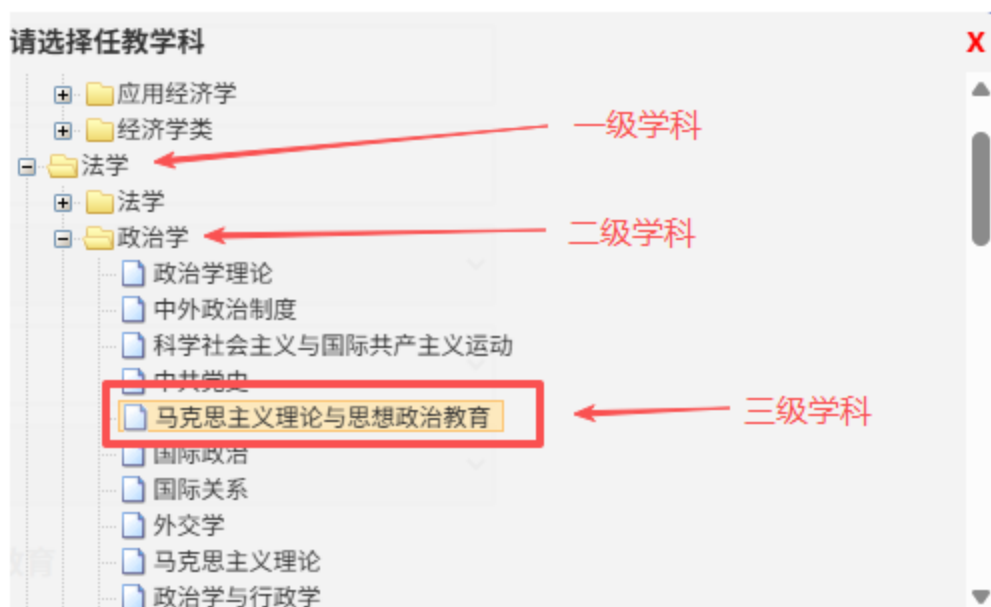 请选择任教学科
X
应用经济学
经济学类
一级学科
法学
法学
政治学
二级学科
政治学理论
中外政治制度
科学社会主义与国际共产主义运动
中共党史
马克思主义理论与思想政治教育
三级学科
国际政治
国际关系
外交学
马克思主义理论
教育
政治学与行政学